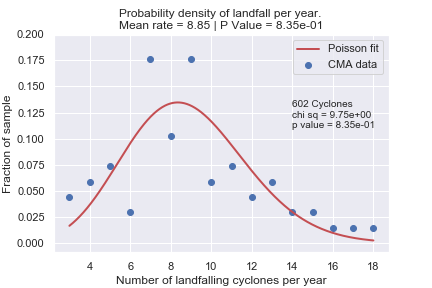 Probability density of landfall per year.
Mean rate = 8.85 | P Value = 8.35e-01
0.200
0.175
0.150
0.125
0.100
0.075
0.050
0.025
0.000
Fraction of sample
Poisson fit
CMA data
602 Cyclones
chi sq = 9.75e+00
p value = 8.35e-01
4 6 8 10 12 14 16 18
Number of landfalling cyclones per year